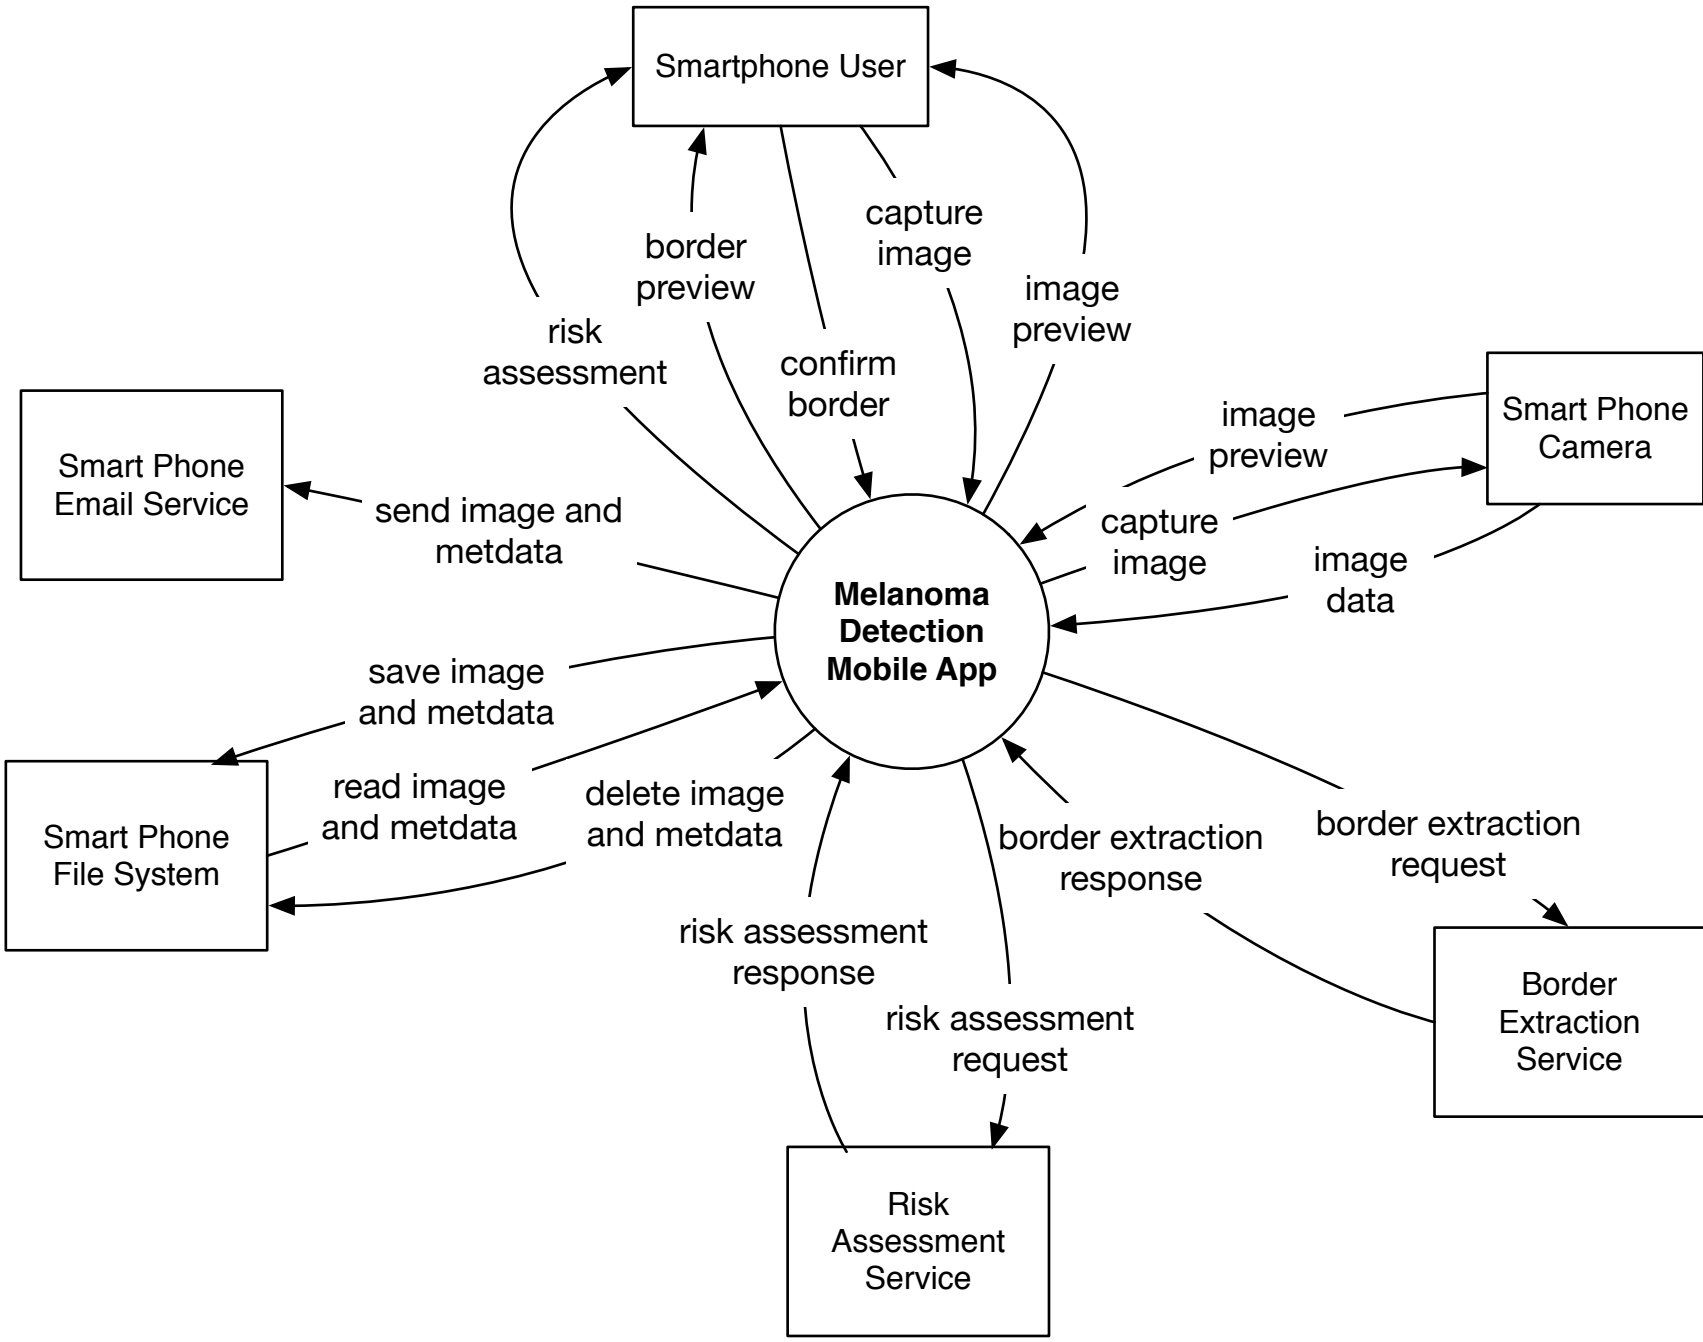 Smartphone User
capture
image
border
preview
image
preview
risk
assessment
confirm
border
image
preview
Smart Phone
Camera
Smart Phone
Email Service
send image and
metdata
capture
image
image
data
Melanoma
Detection
Mobile App
save image
and metdata
read image
and metdata
delete image
and metdata
Smart Phone
File System
border extraction
response
border extraction
request
risk assessment
response
risk assessment
request
Border
Extraction
Service
Risk
Assessment
Service